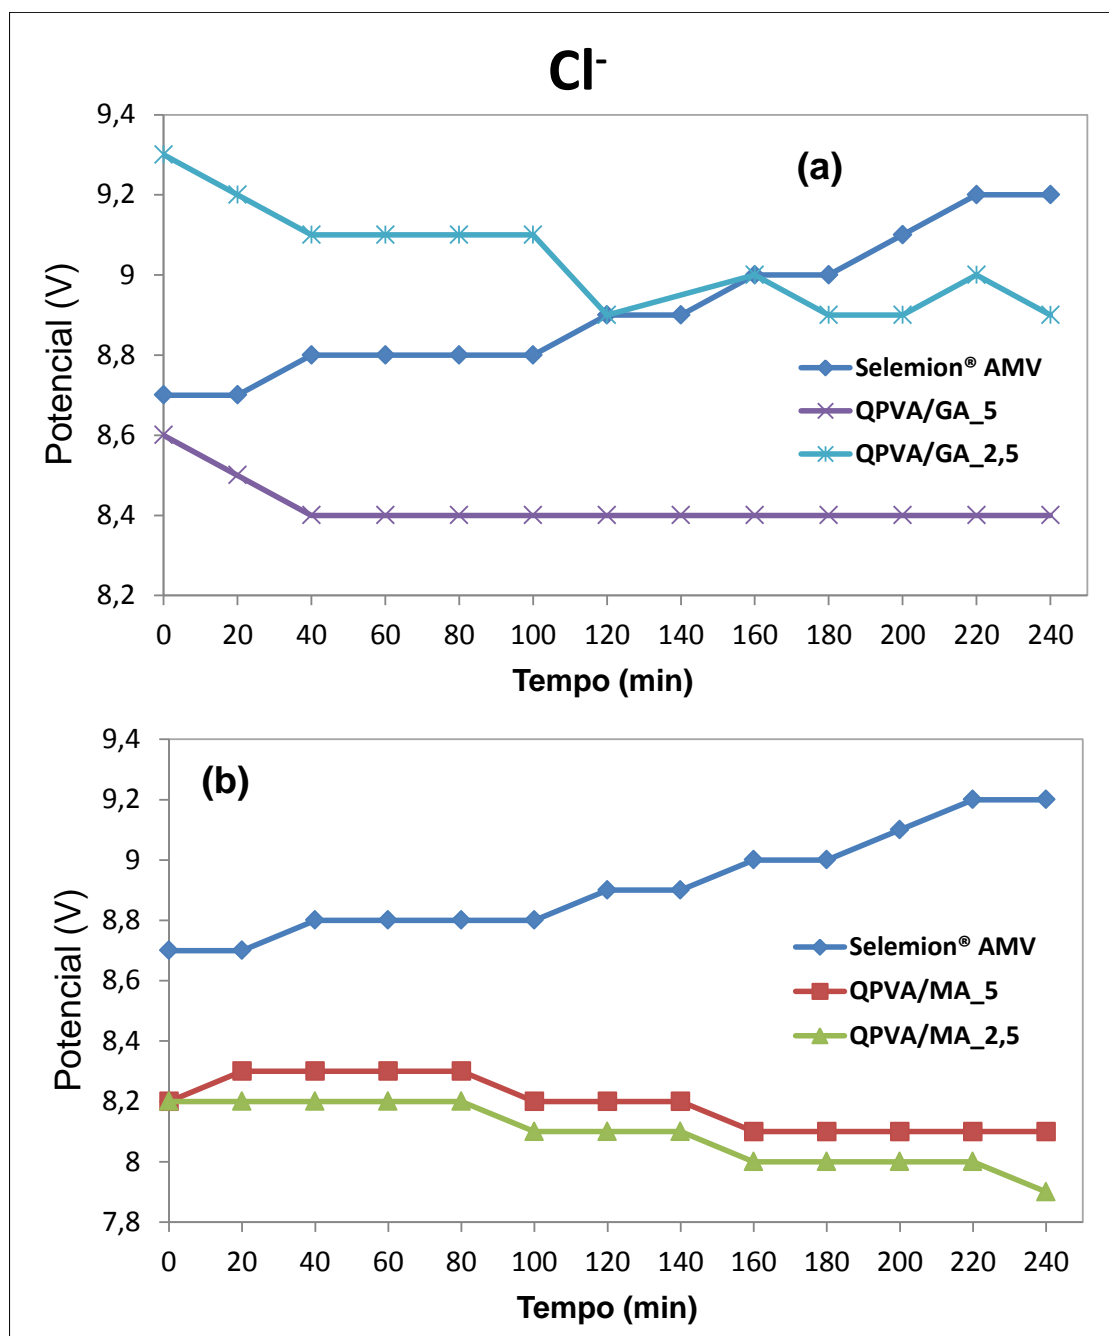 Cl⁻
(a)
9,4
9,2
9
8,8
8,6
8,4
8,2
Potencial (V)
Selemion® AMV
QPVA/GA_5
QPVA/GA_2,5
0 20 40 60 80 100 120 140 160 180 200 220 240
Tempo (min)
(b)
9,4
9,2
9
8,8
8,6
8,4
8,2
8
7,8
Potencial (V)
Selemion® AMV
QPVA/MA_5
QPVA/MA_2,5
0 20 40 60 80 100 120 140 160 180 200 220 240
Tempo (min)